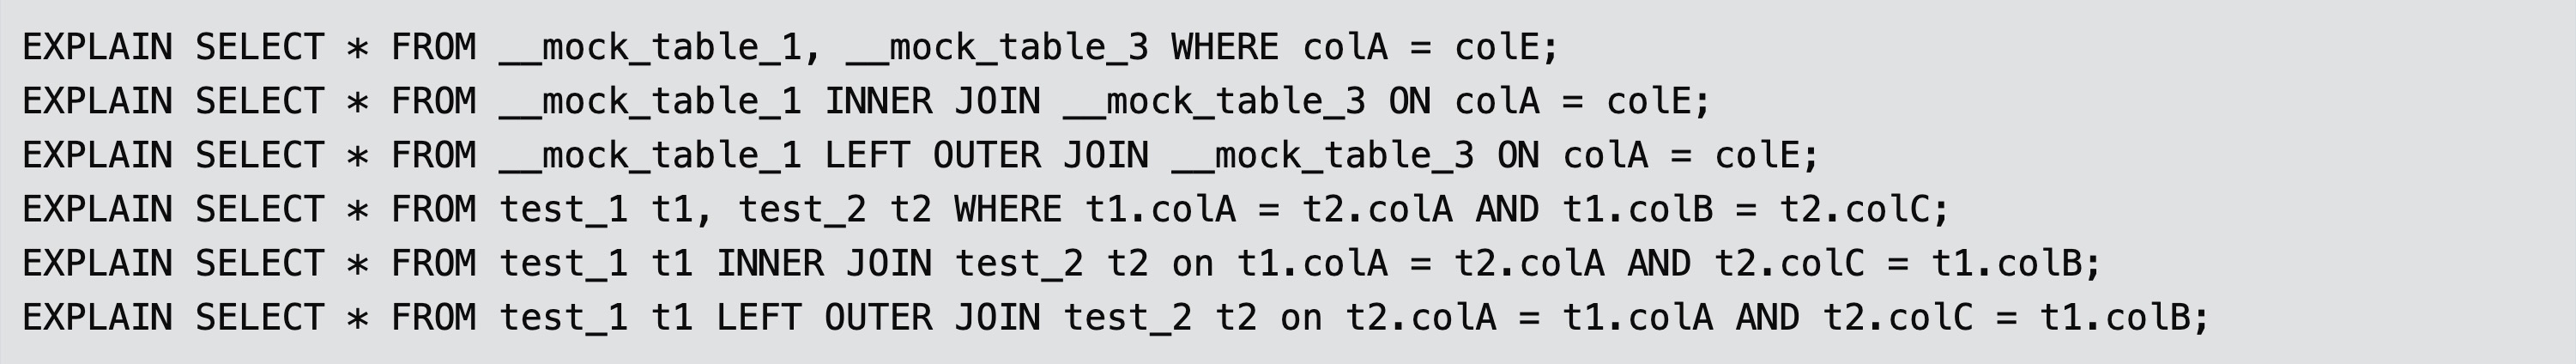 EXPLAIN SELECT * FROM __mock_table_1, __mock_table_3 WHERE colA = colE;
EXPLAIN SELECT * FROM __mock_table_1 INNER JOIN __mock_table_3 ON colA = colE;
EXPLAIN SELECT * FROM __mock_table_1 LEFT OUTER JOIN __mock_table_3 ON colA = colE;
EXPLAIN SELECT * FROM test_1 t1, test_2 t2 WHERE t1.colA = t2.colA AND t1.colB = t2.colC;
EXPLAIN SELECT * FROM test_1 t1 INNER JOIN test_2 t2 on t1.colA = t2.colA AND t2.colC = t1.colB;
EXPLAIN SELECT * FROM test_1 t1 LEFT OUTER JOIN test_2 t2 on t2.colA = t1.colA AND t2.colC = t1.colB;